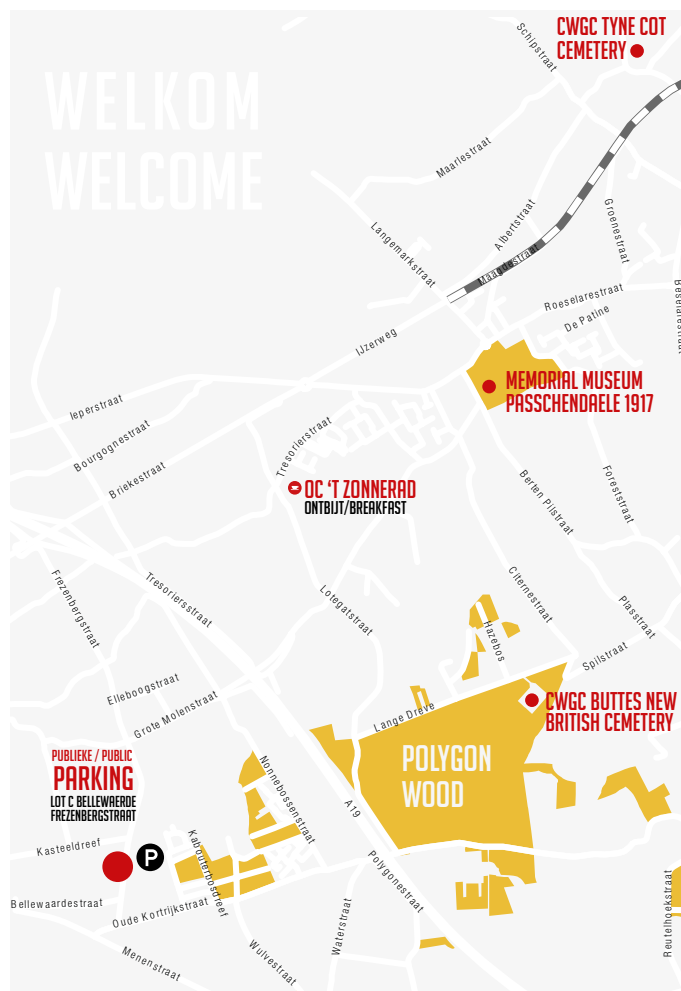 CWGC TYNE COT
CEMETERY
Schipstraat
WELKOM
WELCOME
Maarlestraat
Langemarkstraat
Albertstraat
Groenestraat
Maagdestraat
Roeselarestraat
De Patine
IJzerweg
MEMORIAL MUSEUM
PASSCHENDAELE 1917
Ieperstraat
Bourgognestraat
Briekestraat
Tresorierstraat
OC ‘T ZONNERAD
ONTBIJT/BREAKFAST
Berten Pilstraat
Foreststraat
Frezenbergstraat
Tresoriersstraat
Lotegatstraat
Citernestraat
Plasstraat
Hazebos
Spilstraat
Elleboogstraat
Grote Molenstraat
Lange Dreve
CWGC BUTTES NEW
BRITISH CEMETERY
POLYGON
WOOD
PUBLIEKE / PUBLIC
PARKING
LOT C BELLEWAERDE
FREZENBERGSTRAAT
Nonnebossenstraat
A19
Kasteeldreef
P
Kabouterbosdreef
Polygonestraat
Bellewaardestraat
Oude Kortrijkstraat
Waterstraat
Reutelhoekstraat
Menenstraat
Wulvestraat